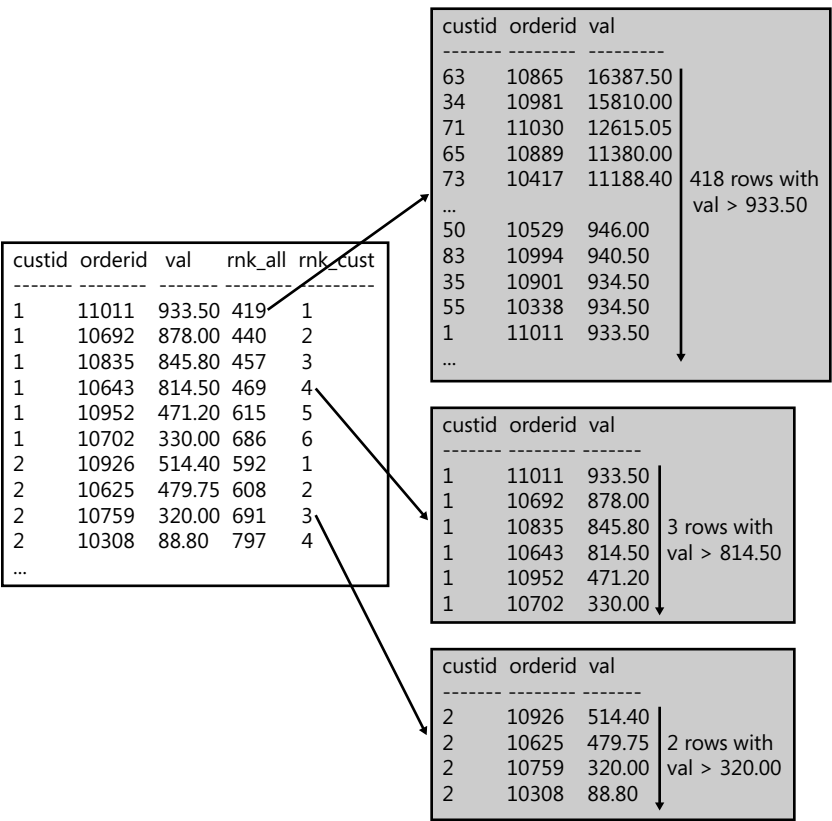 custid orderid val
------- -------- ---------
63 10865 16387.50
34 10981 15810.00
71 11030 12615.05
65 10889 11380.00
73 10417 11188.40
...
50 10529 946.00
83 10994 940.50
35 10901 934.50
55 10338 934.50
1 11011 933.50
...
418 rows with
val > 933.50
custid orderid val rnk_all rnk_cust
------- -------- ------- -------- ---------
1 11011 933.50 419 1
1 10692 878.00 440 2
1 10835 845.80 457 3
1 10643 814.50 469 4
1 10952 471.20 615 5
1 10702 330.00 686 6
2 10926 514.40 592 1
2 10625 479.75 608 2
2 10759 320.00 691 3
2 10308 88.80 797 4
...
custid orderid val
------- -------- -------
1 11011 933.50
1 10692 878.00
1 10835 845.80
1 10643 814.50
1 10952 471.20
1 10702 330.00
3 rows with
val > 814.50
custid orderid val
------- -------- -------
2 10926 514.40
2 10625 479.75
2 10759 320.00
2 10308 88.80
2 rows with
val > 320.00